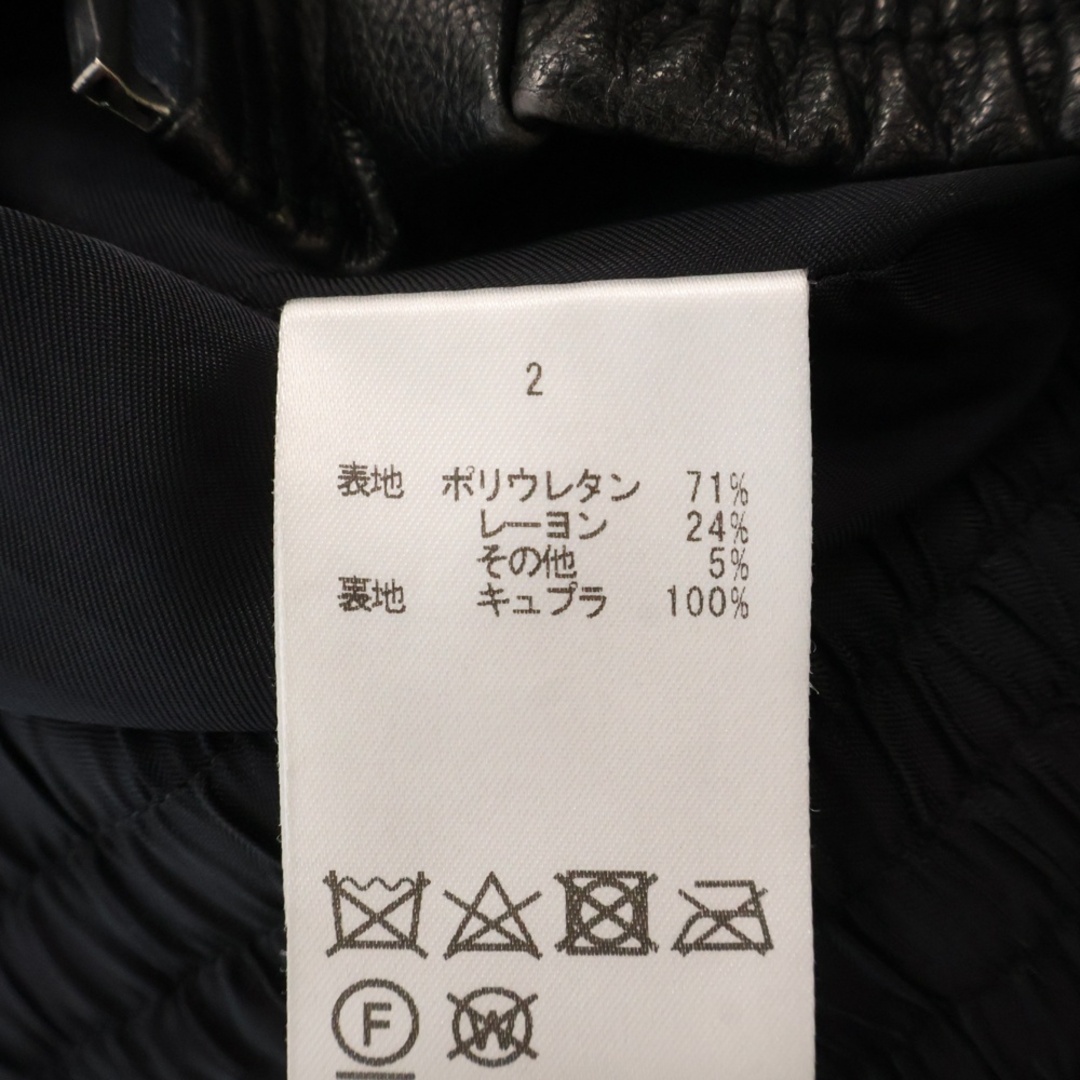 2
表地 ポリウレタン 71%
レーヨン 24%
その他 5%
裏地 キュプラ 100%
F W